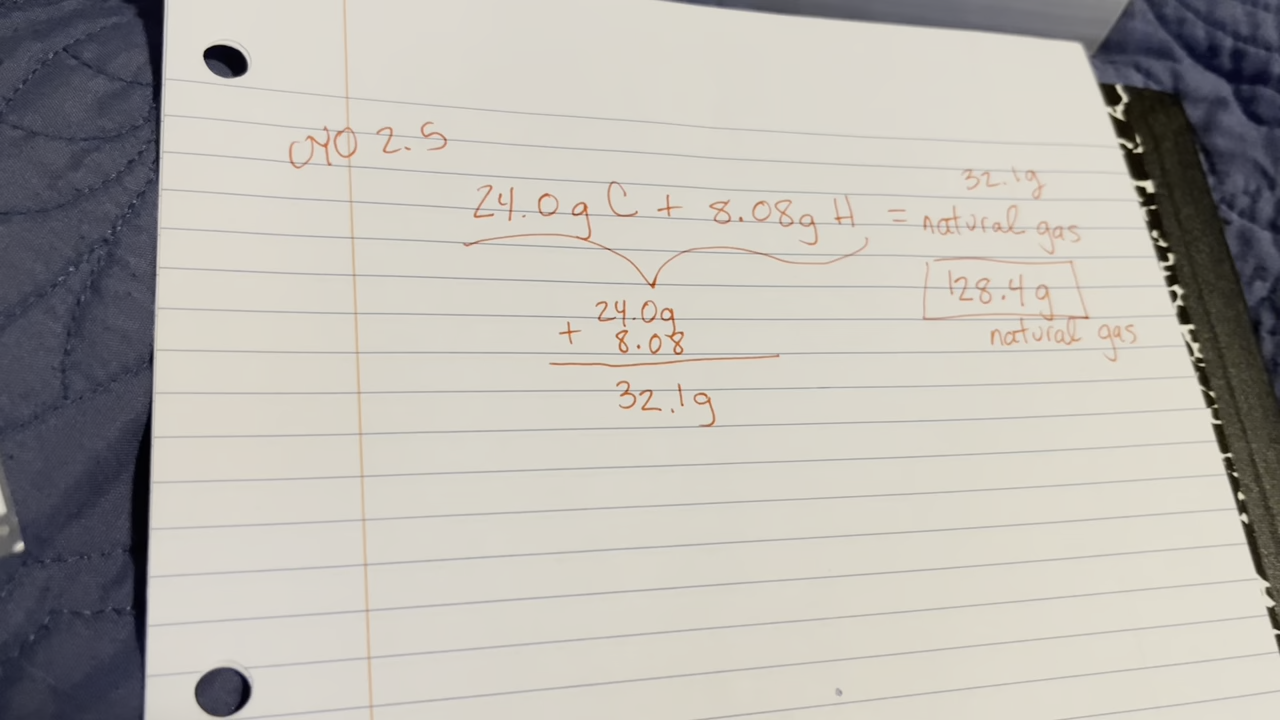 OYO 2.5
24.0g C + 8.08g H = 32.1g natural gas
24.0g
+ 8.08
32.1g
128.4g
natural gas